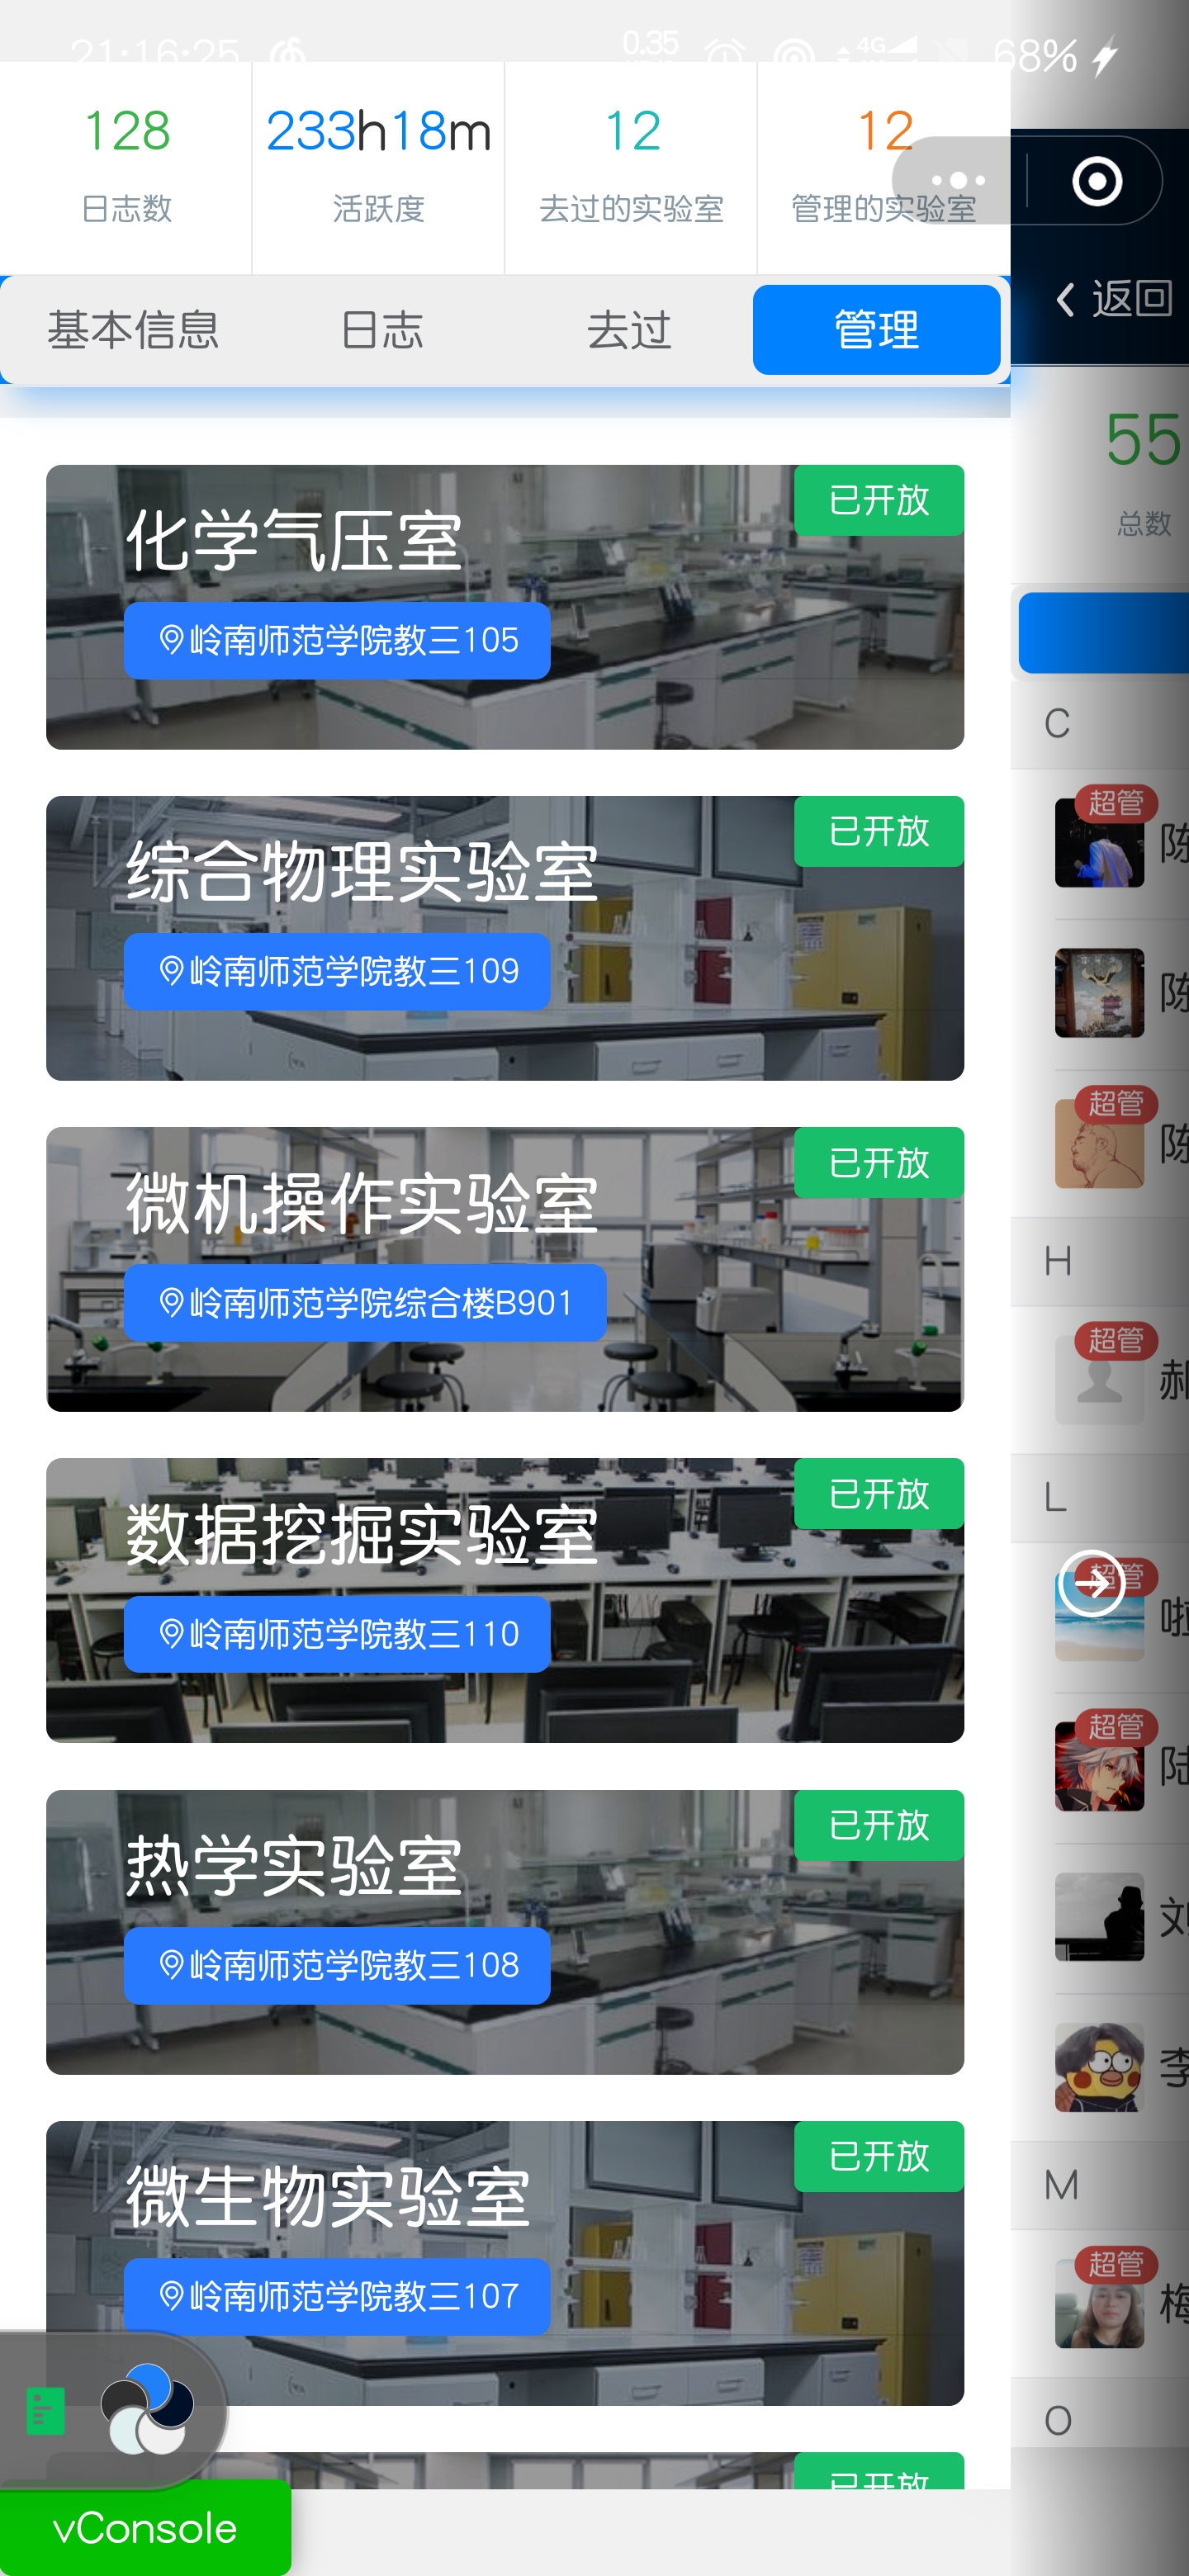 21:16:25
0.35
4G
68%
128
233h18m
12
12
日志数
活跃度
去过的实验室
管理的实验室
基本信息
日志
去过
管理
返回
55
总数
化学气压室
已开放
岭南师范学院教三105
综合物理实验室
已开放
岭南师范学院教三109
微机操作实验室
已开放
岭南师范学院综合楼B901
数据挖掘实验室
已开放
岭南师范学院教三110
热学实验室
已开放
岭南师范学院教三108
微生物实验室
已开放
岭南师范学院教三107
已开放
vConsole
C
超管
陈
陈
超管
陈
H
超管
郝
L
超管
啦
超管
陆
刘
李
M
超管
梅
O